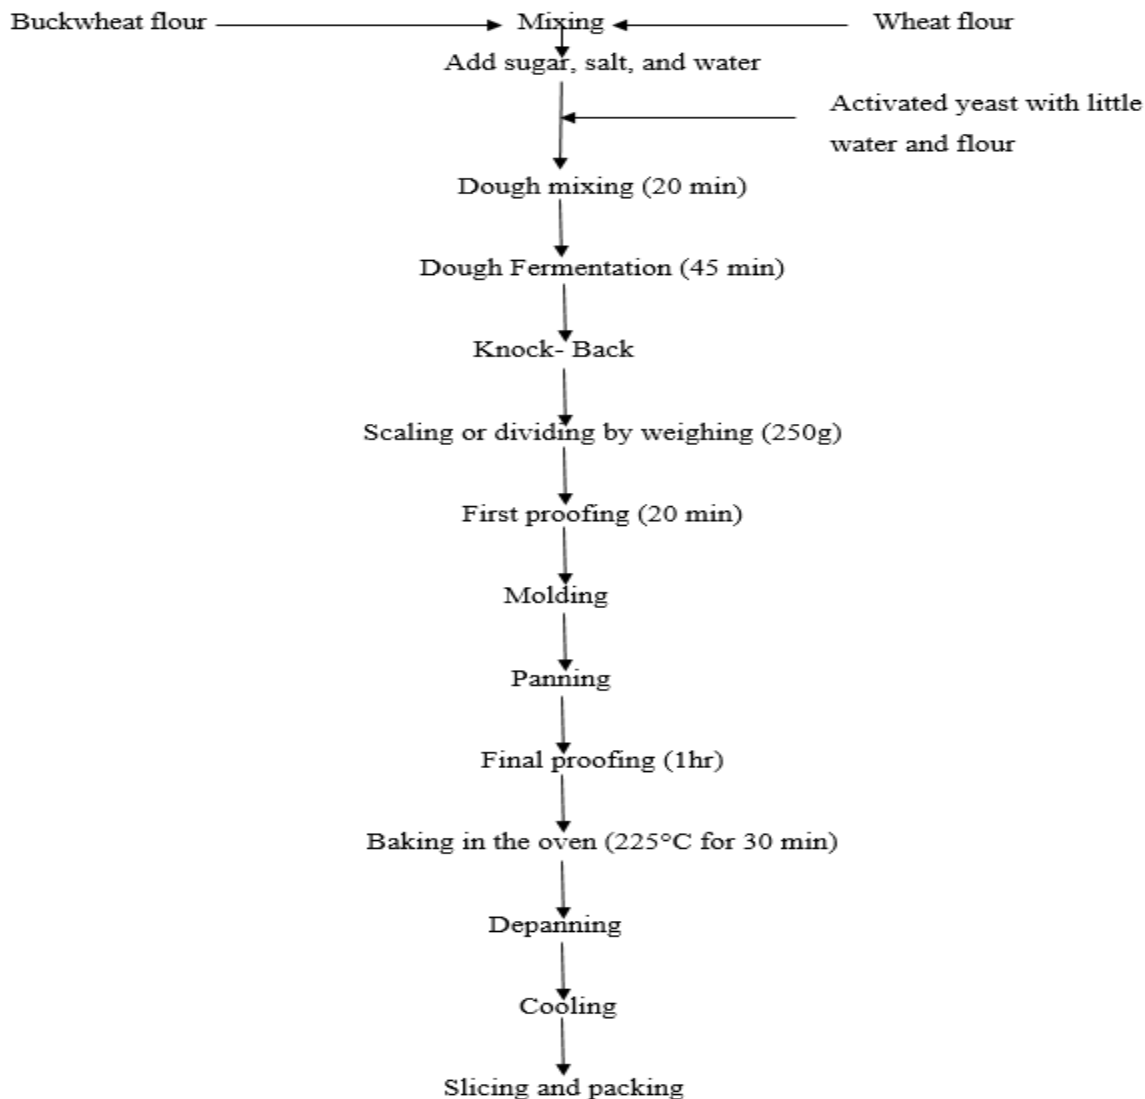 Buckwheat flour Mixing Wheat flour
Add sugar, salt, and water
Activated yeast with little
water and flour
Dough mixing (20 min)
Dough Fermentation (45 min)
Knock- Back
Scaling or dividing by weighing (250g)
First proofing (20 min)
Molding
Panning
Final proofing (1hr)
Baking in the oven (225°C for 30 min)
Depanning
Cooling
Slicing and packing